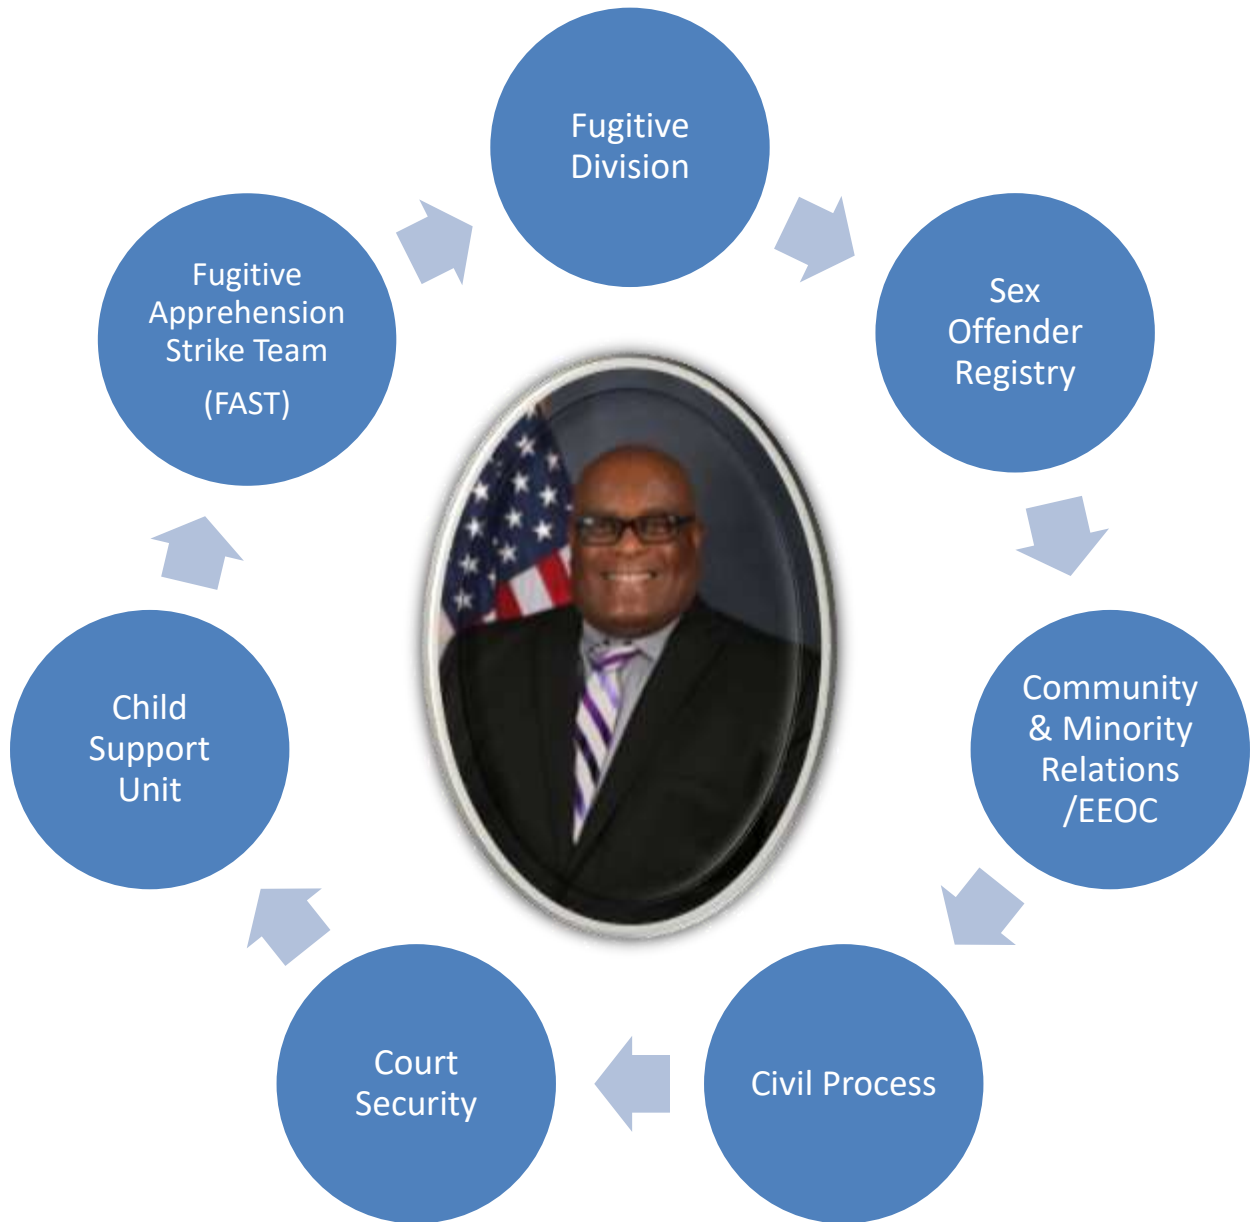 Fugitive
Division
Sex
Offender
Registry
Community
& Minority
Relations
/EEOC
Civil Process
Court
Security
Child
Support
Unit
Fugitive
Apprehension
Strike Team
(FAST)